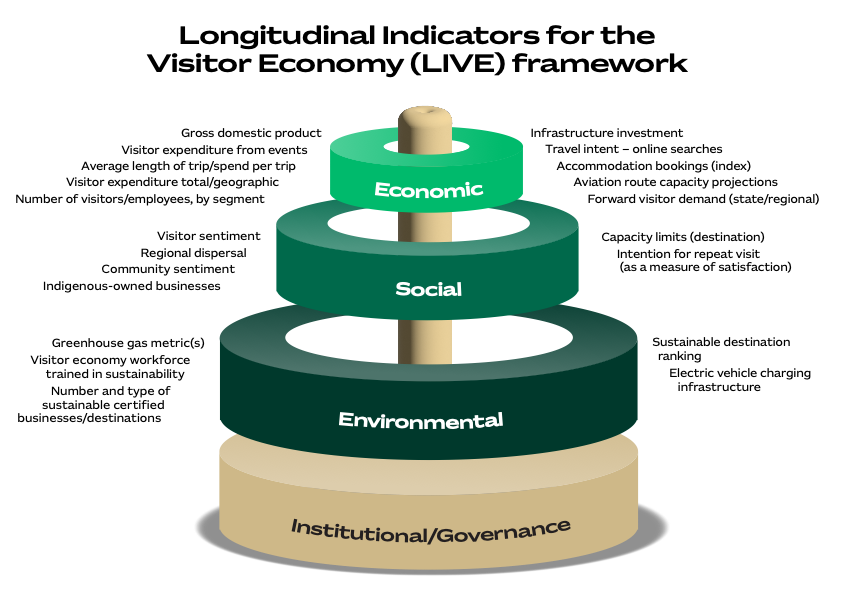 Longitudinal Indicators for the
Visitor Economy (LIVE) framework
Gross domestic product
Visitor expenditure from events
Average length of trip/spend per trip
Visitor expenditure total/geographic
Number of visitors/employees, by segment
Infrastructure investment
Travel intent – online searches
Accommodation bookings (index)
Aviation route capacity projections
Forward visitor demand (state/regional)
Economic
Visitor sentiment
Regional dispersal
Community sentiment
Indigenous-owned businesses
Capacity limits (destination)
Intention for repeat visit
(as a measure of satisfaction)
Social
Greenhouse gas metric(s)
Visitor economy workforce
trained in sustainability
Number and type of
sustainable certified
businesses/destinations
Sustainable destination
ranking
Electric vehicle charging
infrastructure
Environmental
Institutional/Governance